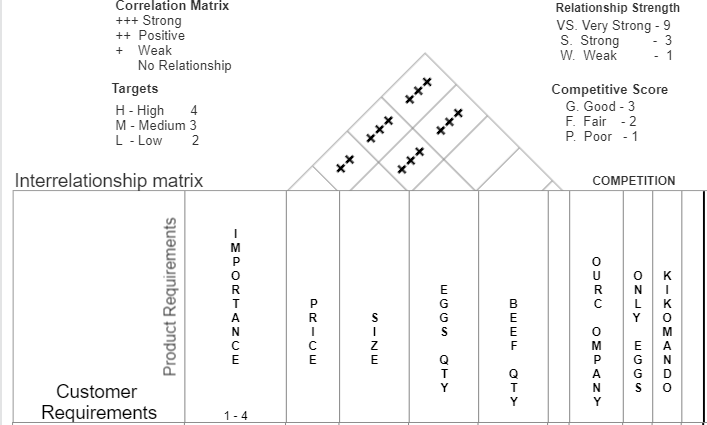 Correlation Matrix
+++ Strong
++ Positive
+ Weak
No Relationship
Targets
H - High 4
M - Medium 3
L - Low 2
Relationship Strength
VS. Very Strong - 9
S. Strong - 3
W. Weak - 1
Competitive Score
G. Good - 3
F. Fair - 2
P. Poor - 1
Interrelationship matrix
COMPETITION
Product Requirements
Customer
Requirements
IMPORTANCE
1 - 4
PRICE
SIZE
EGGS QTY
BEEF QTY
OURC OMPANY
ONLY EGGS
KIKOMANDO